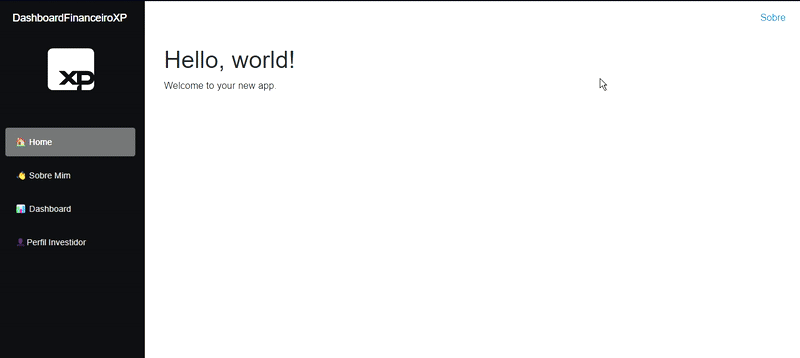 DashboardFinanceiroXP
Sobre
xp
Home
Sobre Mim
Dashboard
Perfil Investidor
Hello, world!
Welcome to your new app.